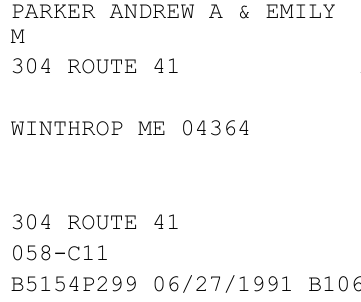 PARKER ANDREW A & EMILY
M
304 ROUTE 41
WINTHROP ME 04364
304 ROUTE 41
058-C11
B5154P299 06/27/1991 B106